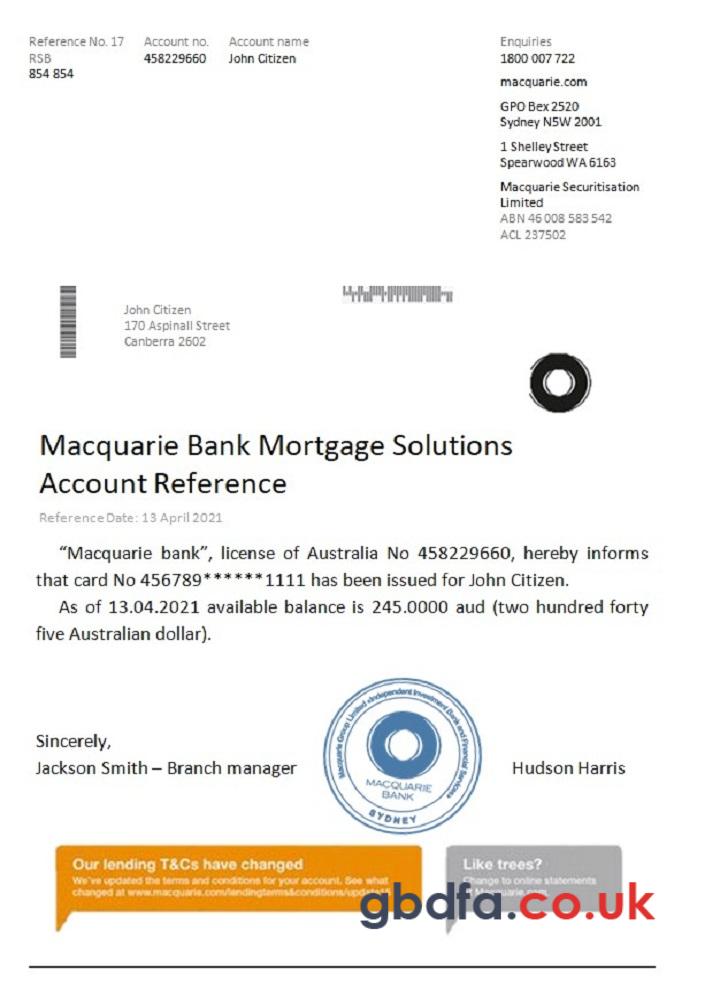 Reference No. 17 Account no. Account name
RSB 458229660 John Citizen
854 854
Enquiries
1800 007 722
macquarie.com
GPO Bex 2520
Sydney NSW 2001
1 Shelley Street
Spearwood WA 6163
Macquarie Securitisation
Limited
ABN 46 008 583 542
ACL 237502
John Citizen
170 Aspinall Street
Canberra 2602
Macquarie Bank Mortgage Solutions
Account Reference
Reference Date: 13 April 2021
“Macquarie bank”, license of Australia No 458229660, hereby informs
that card No 456789******1111 has been issued for John Citizen.
As of 13.04.2021 available balance is 245.0000 aud (two hundred forty
five Australian dollar).
Sincerely,
Jackson Smith – Branch manager
Macquarie Group Limited •Independent Investment Bank and Financial Services•
MACQUARIE
BANK
SYDNEY
Hudson Harris
Our lending T&Cs have changed
We've updated the terms and conditions for your account. See what
changed at www.macquarie.com/lendingterms&conditions/
Like trees?
Change to online statements
Macquarie.com
gbdfa.co.uk